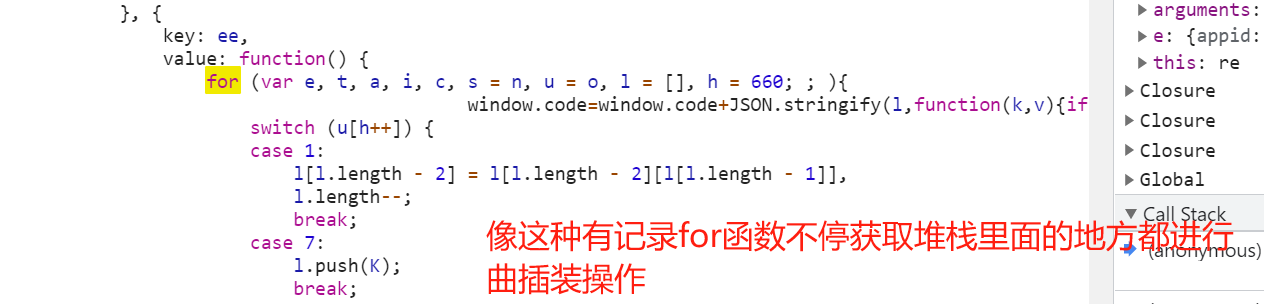 }, {
key: ee,
value: function() {
for (var e, t, a, i, c, s = n, u = o, l = [], h = 660; ; ){
window.code=window.code+JSON.stringify(l,function(k,v){if
switch (u[h++]) {
case 1:
l[l.length - 2] = l[l.length - 2][l[l.length - 1]],
l.length--;
break;
case 7:
l.push(K);
break;
像这种有记录for函数不停获取堆栈里面的地方都进行
曲插装操作
arguments:
e: {appid:
this: re
Closure
Closure
Closure
Global
Call Stack
(anonymous)